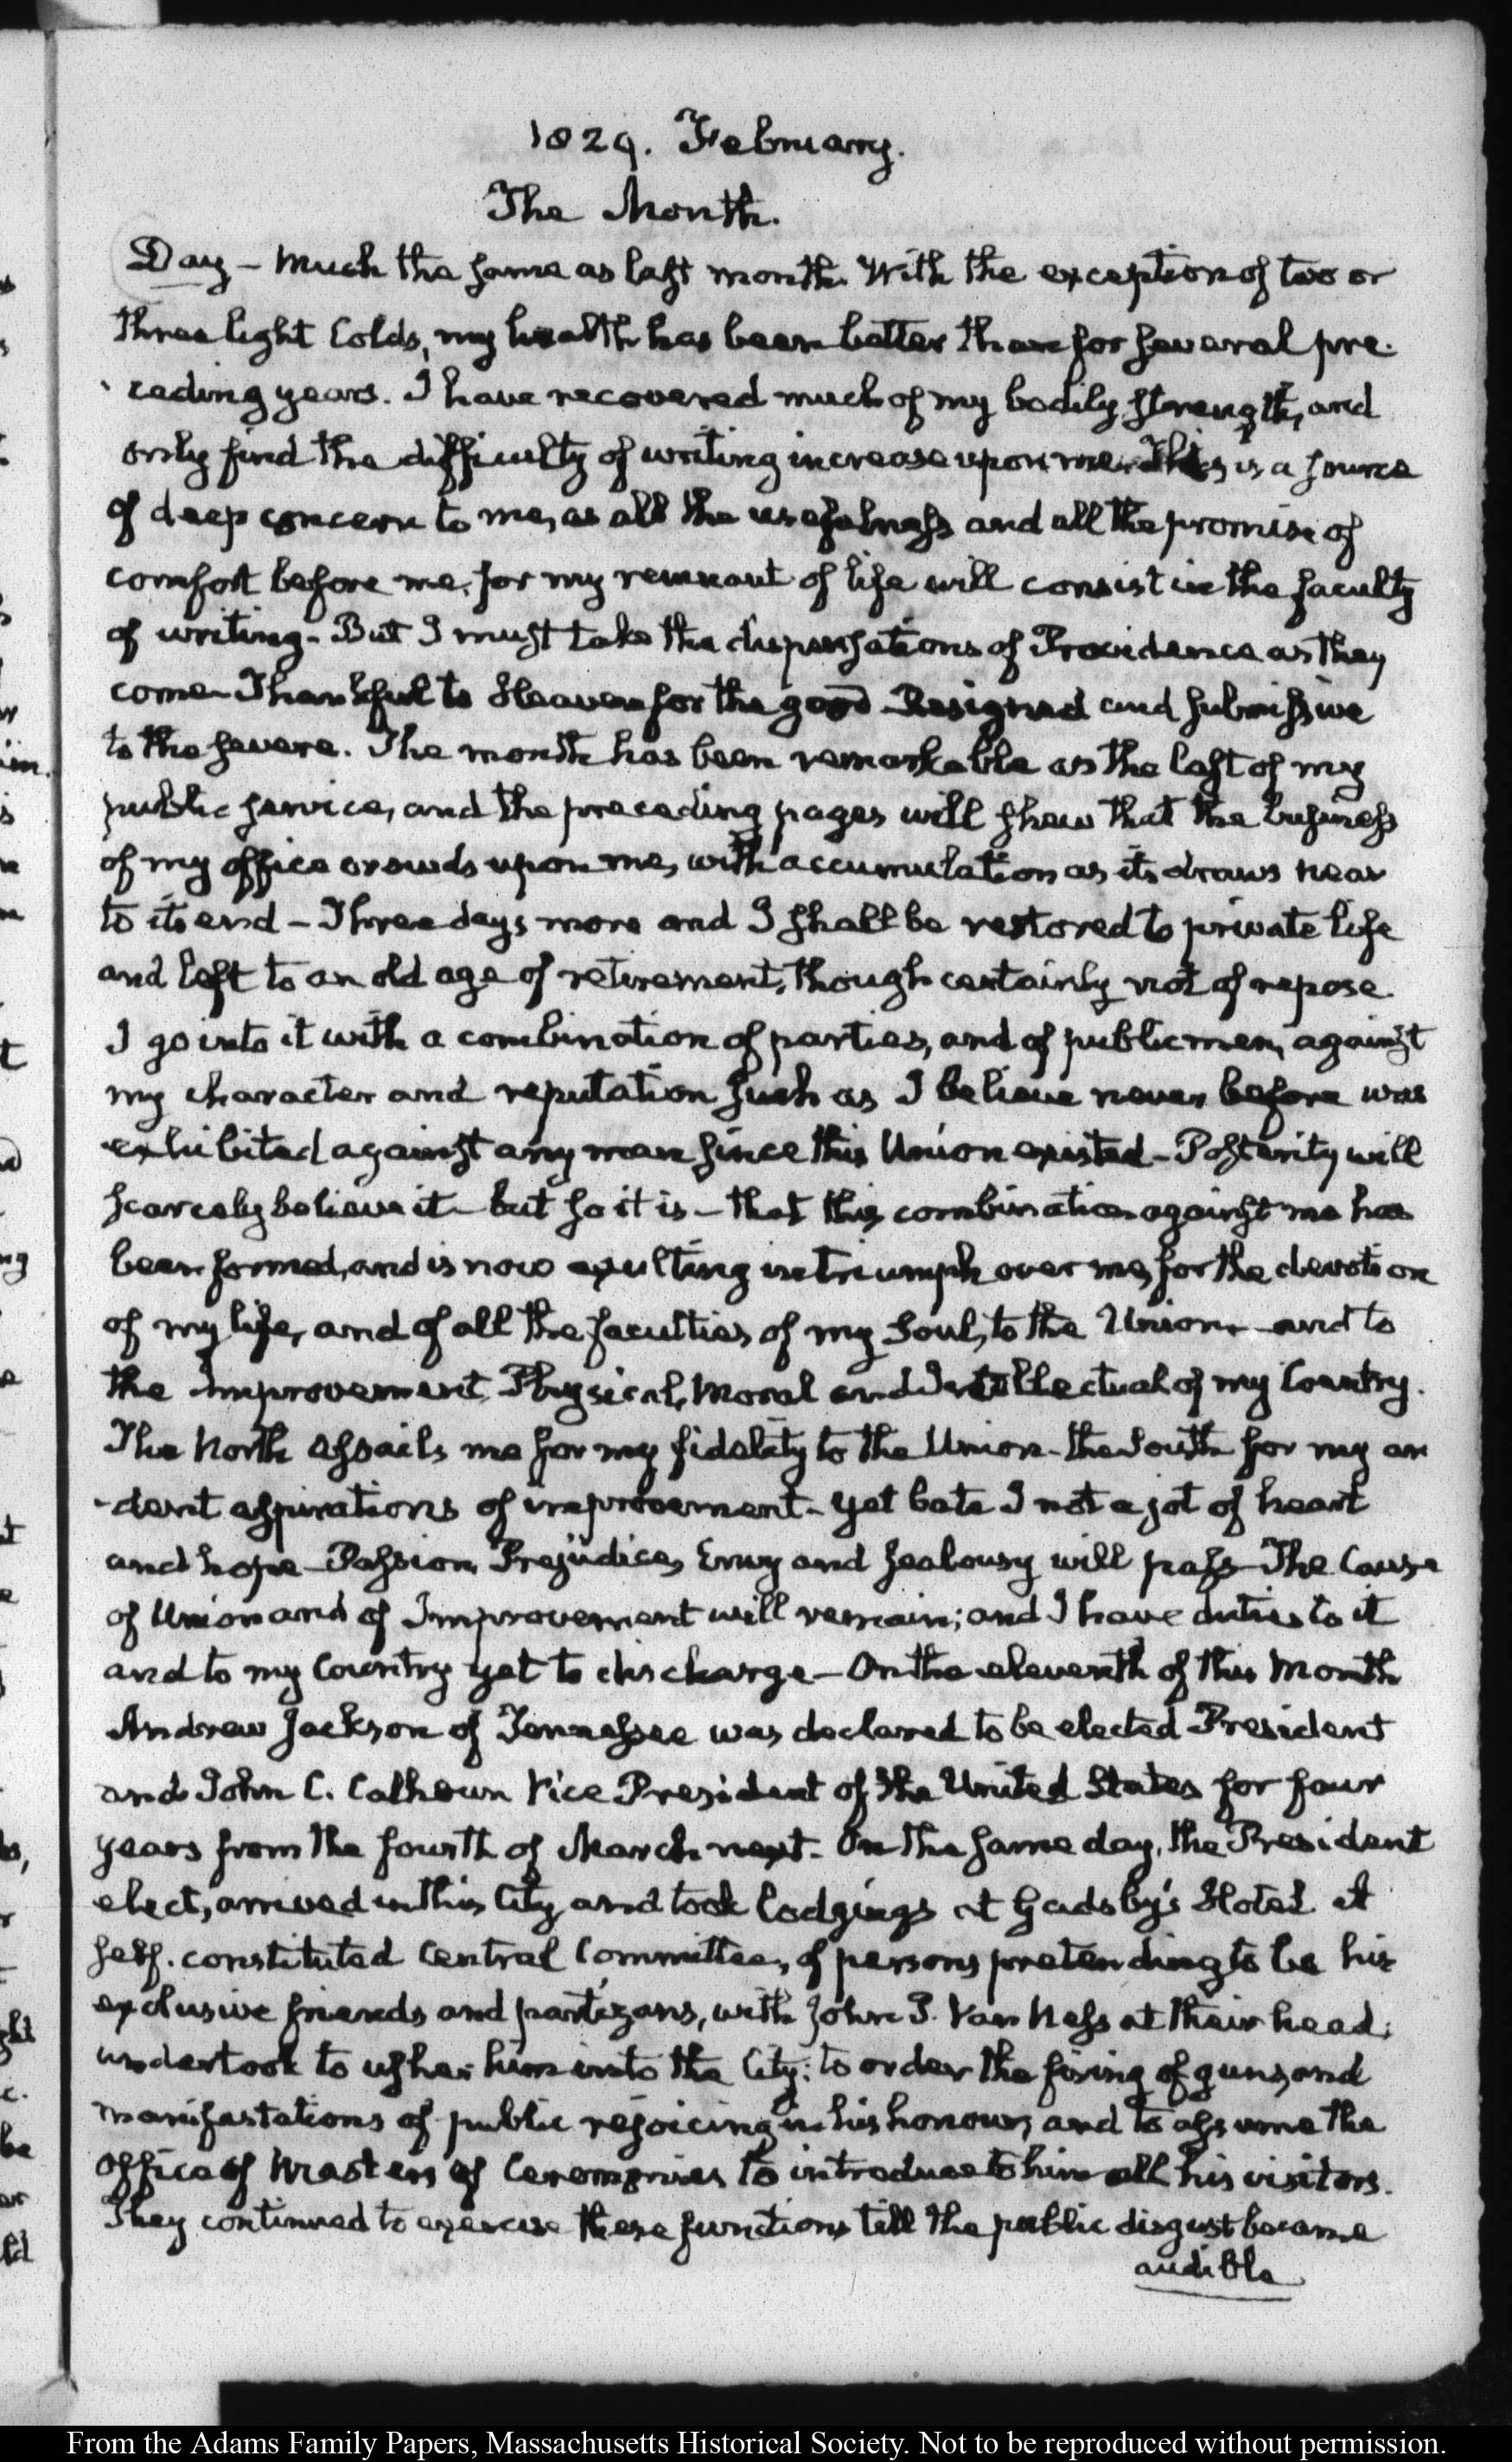 1829. February.
The Month.
Day – Much the same as last month. With the exception of two or
three light Colds, my health has been better than for several pre-
ceding years. I have recovered much of my bodily strength, and
only find the difficulty of writing increase upon me. This is a source
of deep concern to me, as all the usefulness and all the promise of
comfort before me, for my remnant of life will consist in the faculty
of writing – But I must take the dispensations of Providence as they
come – Thankful to Heaven for the good – Resigned and submissive
to the severe. The month has been remarkable as the last of my
public service, and the preceding pages will shew that the business
of my office crowds upon me, with accumulation as its draws near
to its end – Three days more and I shall be restored to private life
and left to an old age of retirement, though certainly not of repose.
I go into it with a combination of parties, and of public men, against
my character and reputation such as I believe never before was
exhibited against any man since this Union existed – Posterity will
scarcely believe it – but so it is – that this combination against me has
been formed, and is now exulting in triumph over me, for the devotion
of my life, and of all the faculties of my Soul, to the Union, and to
the Improvement, Physical, Moral and Intellectual of my Country.
The North assails me for my fidelity to the Union – the South for my ar
-dent aspirations of improvement – yet bate I not a jot of heart
and hope – Passion, Prejudice, Envy and Jealousy will pass – The Cause
of Union and of Improvement will remain; and I have duties to it
and to my Country yet to discharge – On the eleventh of this Month
Andrew Jackson of Tennessee was declared to be elected President
and John C. Calhoun Vice President of the United States for four
years from the fourth of March next – On the same day, the President
elect, arrived in this City and took lodgings at Gadsby's Hotel. A
self-constituted Central Committee, of persons pretending to be his
exclusive friends and partizans, with John P. Van Ness at their head,
undertook to usher him into the City; to order the firing of guns, and
manifestations of public rejoicing in his honour, and to assume the
office of Masters of Ceremonies to introduce to him all his visitors.
They continued to exercise these functions till the public disgust became
audible
From the Adams Family Papers, Massachusetts Historical Society. Not to be reproduced without permission.